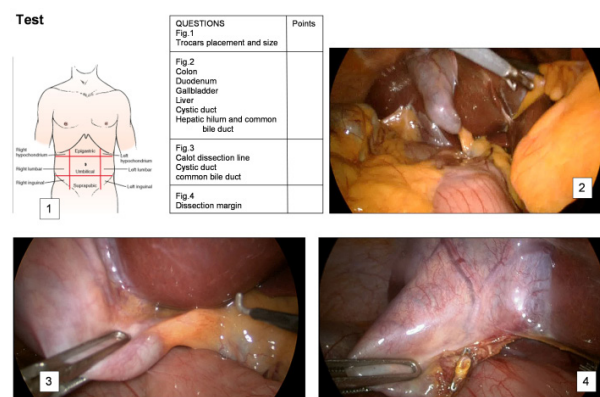 Test
QUESTIONS
Points
Fig.1
Trocars placement and size
Fig.2
Colon
Duodenum
Gallbladder
Liver
Cystic duct
Hepatic hilum and common
bile duct
Fig.3
Calot dissection line
Cystic duct
common bile duct
Fig.4
Dissection margin
Right
hypochondrium
Epigastric
Left
hypochondrium
Right lumbar
Umbilical
Left lumbar
Right inguinal
Suprapubic
Left inguinal
1
2
3
4